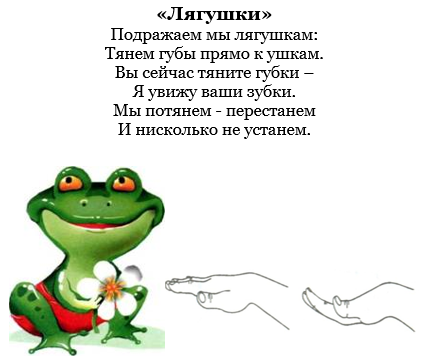 «Лягушки»
Подражаем мы лягушкам:
Тянем губы прямо к ушкам.
Вы сейчас тяните губки –
Я увижу ваши зубки.
Мы потянем - перестанем
И нисколько не устанем.